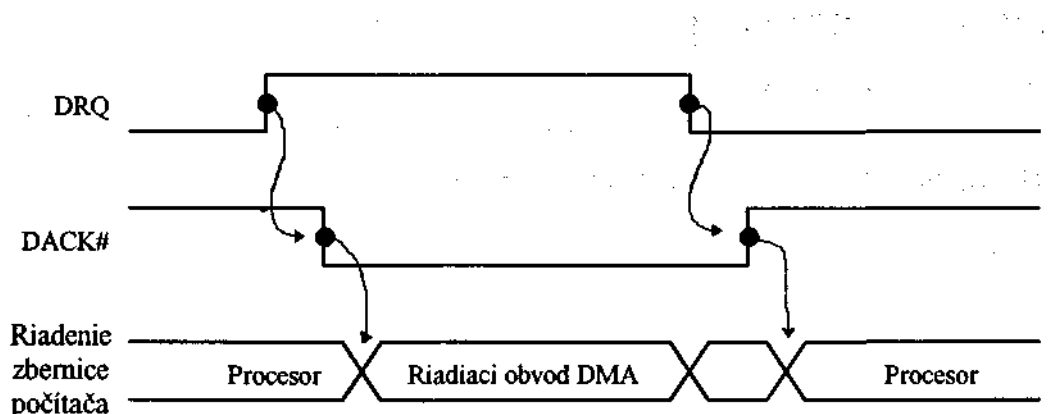 DRQ
DACK#
Riadenie
zbernice
počítača
Procesor
Riadiaci obvod DMA
Procesor